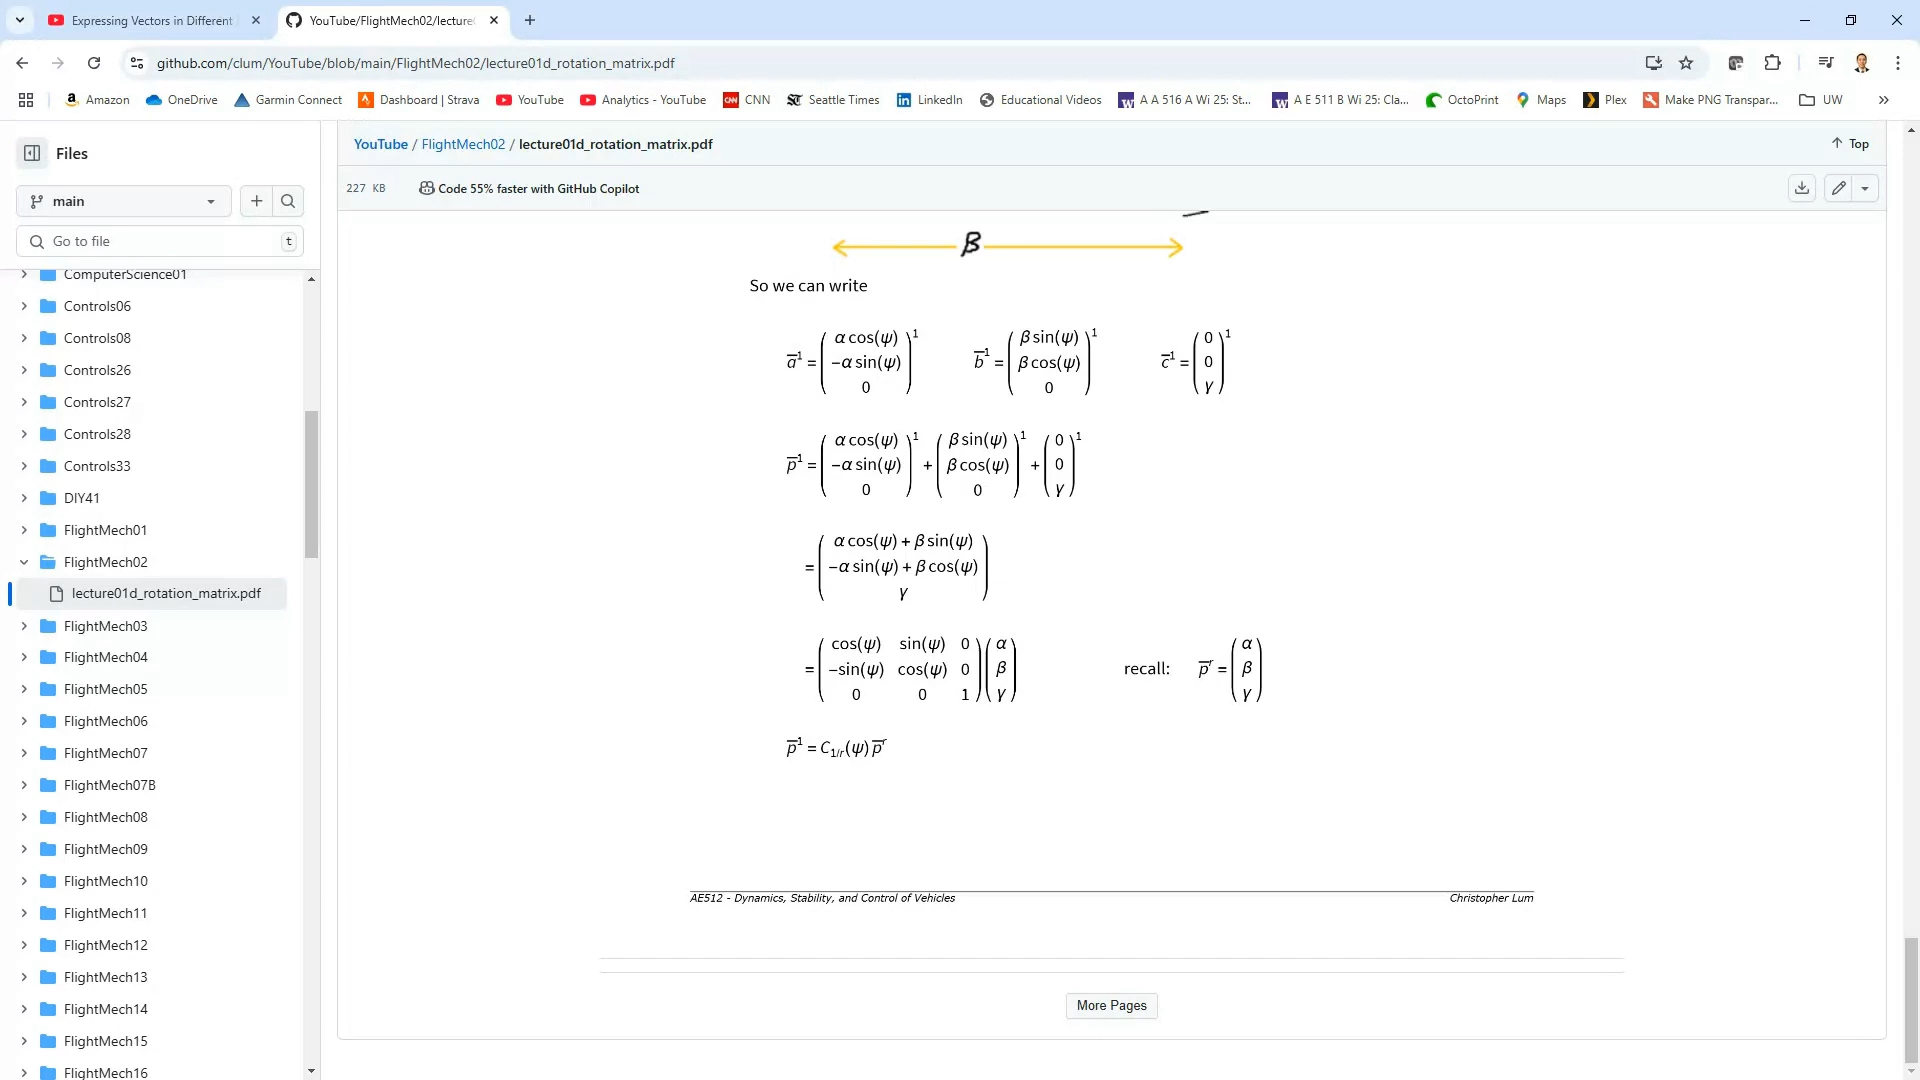 Expressing Vectors in Different
YouTube/FlightMech02/lecture
github.com/clum/YouTube/blob/main/FlightMech02/lecture01d_rotation_matrix.pdf
Amazon OneDrive Garmin Connect Dashboard | Strava YouTube Analytics - YouTube CNN Seattle Times LinkedIn Educational Videos A A 516 A Wi 25: St... A E 511 B Wi 25: Cla... OctoPrint Maps Plex Make PNG Transpar... UW
Files
main
Go to file t
ComputerScience01
Controls06
Controls08
Controls26
Controls27
Controls28
Controls33
DIY41
FlightMech01
FlightMech02
lecture01d_rotation_matrix.pdf
FlightMech03
FlightMech04
FlightMech05
FlightMech06
FlightMech07
FlightMech07B
FlightMech08
FlightMech09
FlightMech10
FlightMech11
FlightMech12
FlightMech13
FlightMech14
FlightMech15
FlightMech16
YouTube / FlightMech02 / lecture01d_rotation_matrix.pdf Top
227 KB Code 55% faster with GitHub Copilot
β
So we can write
a̅¹ = (α cos(ψ); -α sin(ψ); 0)¹ b̅¹ = (β sin(ψ); β cos(ψ); 0)¹ c̅¹ = (0; 0; γ)¹
p̅¹ = (α cos(ψ); -α sin(ψ); 0)¹ + (β sin(ψ); β cos(ψ); 0)¹ + (0; 0; γ)¹
= (α cos(ψ) + β sin(ψ); -α sin(ψ) + β cos(ψ); γ)
= (cos(ψ) sin(ψ) 0; -sin(ψ) cos(ψ) 0; 0 0 1)(α; β; γ) recall: p̅ʳ = (α; β; γ)
p̅¹ = C₁/ᵣ(ψ) p̅ʳ
AE512 - Dynamics, Stability, and Control of Vehicles Christopher Lum
More Pages